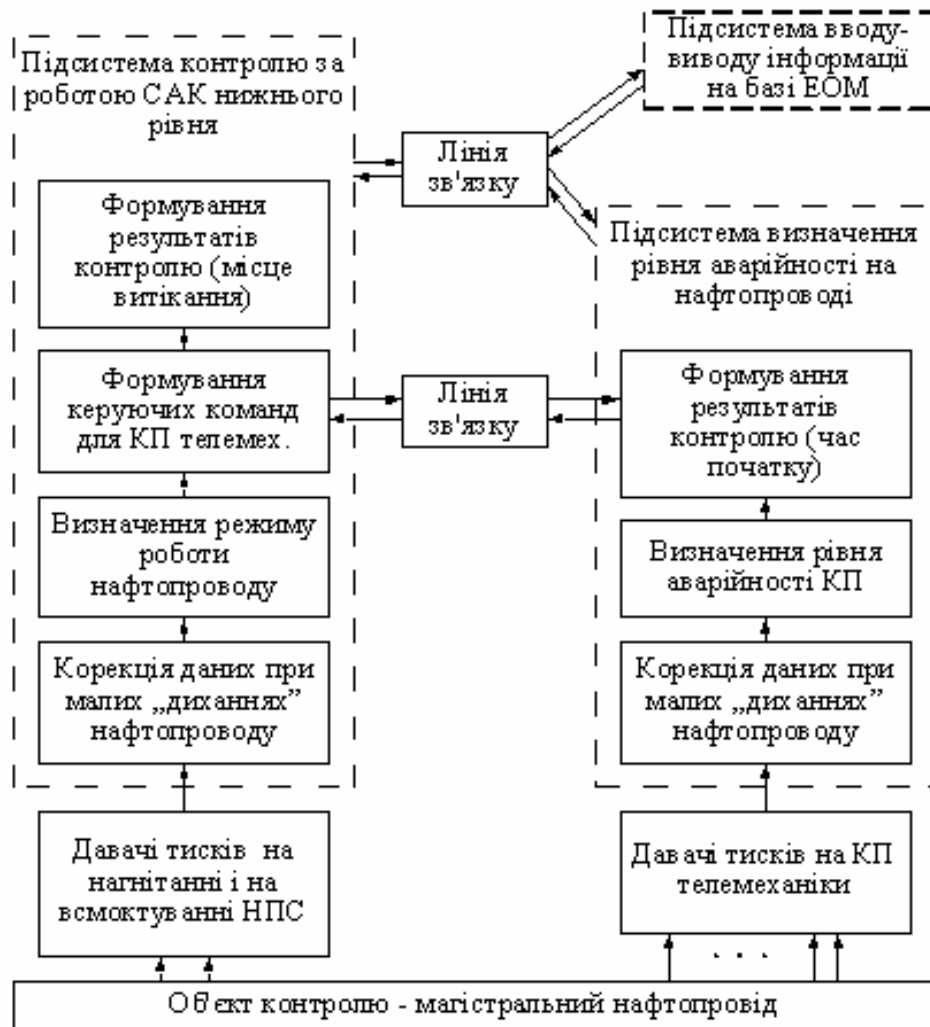 Підсистема вводу-
виводу інформації
на базі ЕОМ
Підсистема контролю за
роботою САК нижнього
рівня
Лінія
зв'язку
Формування
результатів
контролю (місце
витікання)
Підсистема визначення
рівня аварійності на
нафтопроводі
Формування
керуючих команд
для КП телемех.
Лінія
зв'язку
Формування
результатів
контролю (час
початку)
Визначення режиму
роботи
нафтопроводу
Визначення рівня
аварійності КП
Корекція даних при
малих „диханнях”
нафтопроводу
Корекція даних при
малих „диханнях”
нафтопроводу
Давачі тисків на
нагнітанні і на
всмоктуванні НПС
Давачі тисків на КП
телемеханіки
. . .
Об'єкт контролю - магістральний нафтопровід